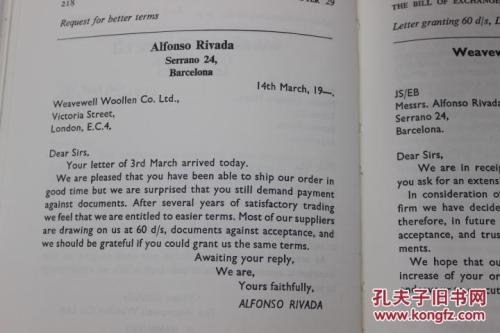 218
CHAPTER 29
Request for better terms
Alfonso Rivada
Serrano 24,
Barcelona
14th March, 19—.
Weavewell Woollen Co. Ltd.,
Victoria Street,
London, E.C.4.
Dear Sirs,
Your letter of 3rd March arrived today.
We are pleased that you have been able to ship our order in
good time but we are surprised that you still demand payment
against documents. After several years of satisfactory trading
we feel that we are entitled to easier terms. Most of our suppliers
are drawing on us at 60 d/s, documents against acceptance, and
we should be grateful if you could grant us the same terms.
Awaiting your reply,
We are,
Yours faithfully,
ALFONSO RIVADA
THE BILL OF EXCHANGE
Letter granting 60 d/s, D
Weavew
JS/EB
Messrs. Alfonso Rivada
Serrano 24,
Barcelona.
Dear Sirs,
We are in receip
you ask for an extens
In consideration o
firm we have decided
therefore, in future
acceptance, and trus
ments.
We hope that ou
increase of your or
孔夫子旧书网
www.kongfz.com